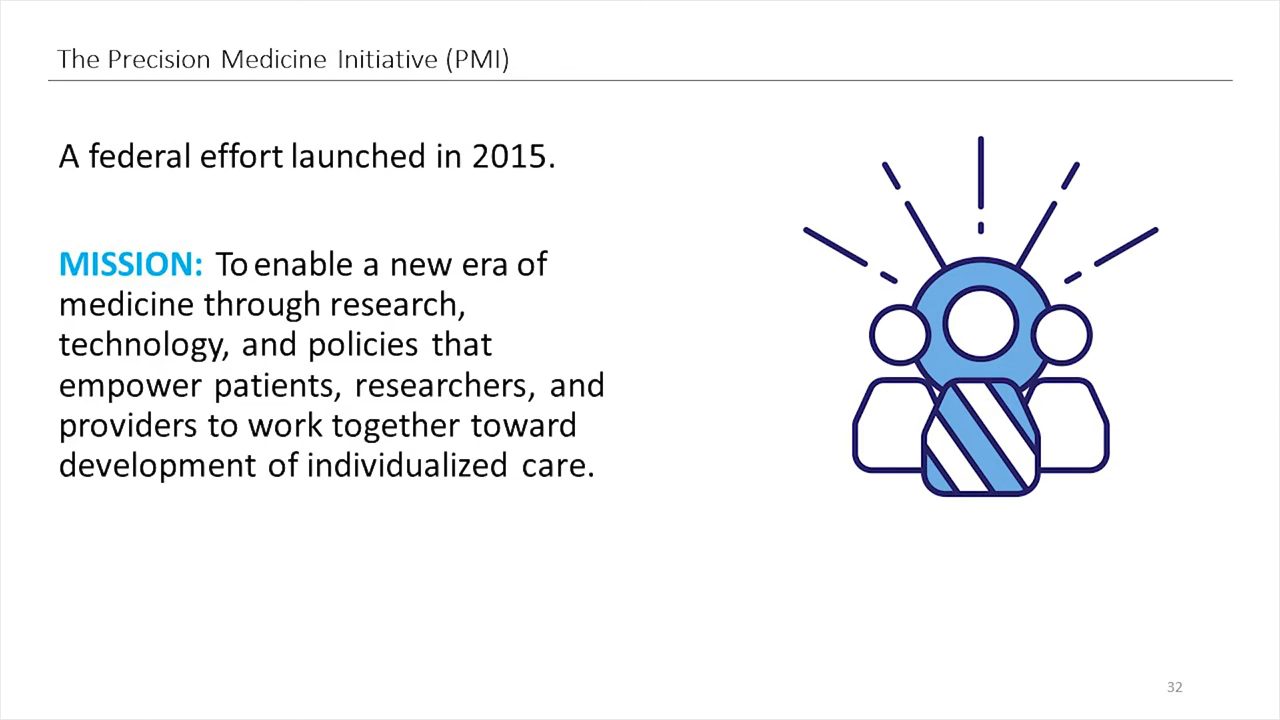 The Precision Medicine Initiative (PMI)
A federal effort launched in 2015.
MISSION: To enable a new era of
medicine through research,
technology, and policies that
empower patients, researchers, and
providers to work together toward
development of individualized care.
32